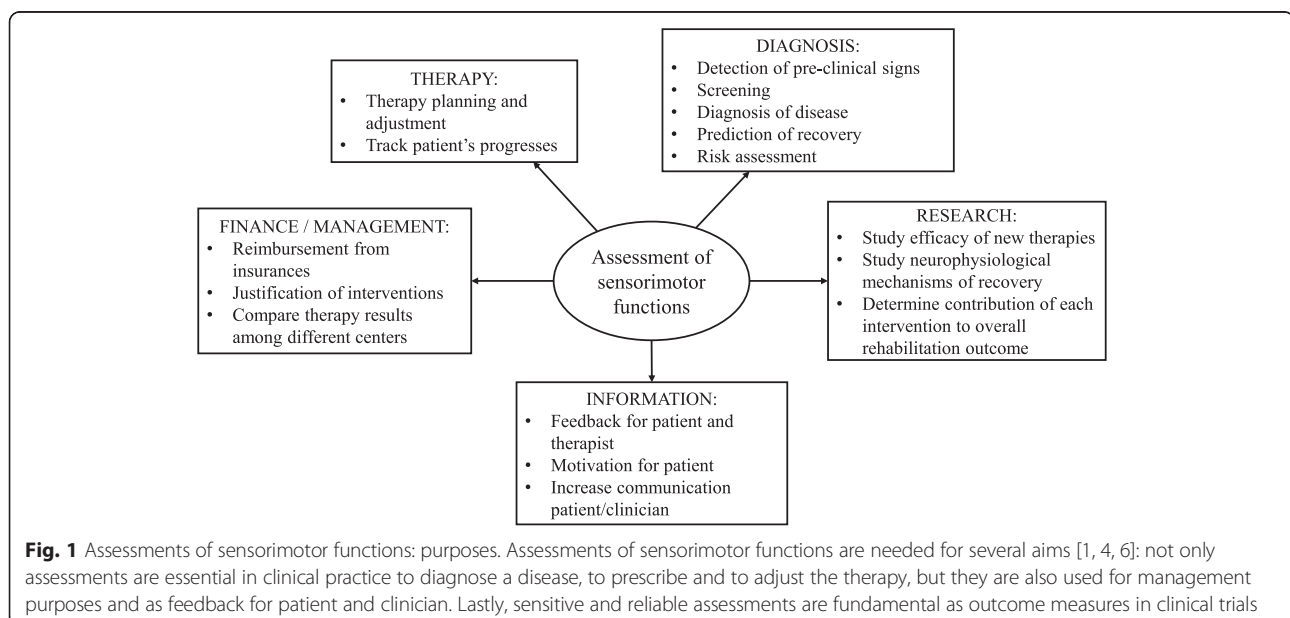 DIAGNOSIS:
• Detection of pre-clinical signs
• Screening
• Diagnosis of disease
• Prediction of recovery
• Risk assessment
THERAPY:
• Therapy planning and
adjustment
• Track patient's progresses
FINANCE / MANAGEMENT:
• Reimbursement from
insurances
• Justification of interventions
• Compare therapy results
among different centers
Assessment of
sensorimotor
functions
RESEARCH:
• Study efficacy of new therapies
• Study neurophysiological
mechanisms of recovery
• Determine contribution of each
intervention to overall
rehabilitation outcome
INFORMATION:
• Feedback for patient and
therapist
• Motivation for patient
• Increase communication
patient/clinician
Fig. 1 Assessments of sensorimotor functions: purposes. Assessments of sensorimotor functions are needed for several aims [1, 4, 6]: not only
assessments are essential in clinical practice to diagnose a disease, to prescribe and to adjust the therapy, but they are also used for management
purposes and as feedback for patient and clinician. Lastly, sensitive and reliable assessments are fundamental as outcome measures in clinical trials